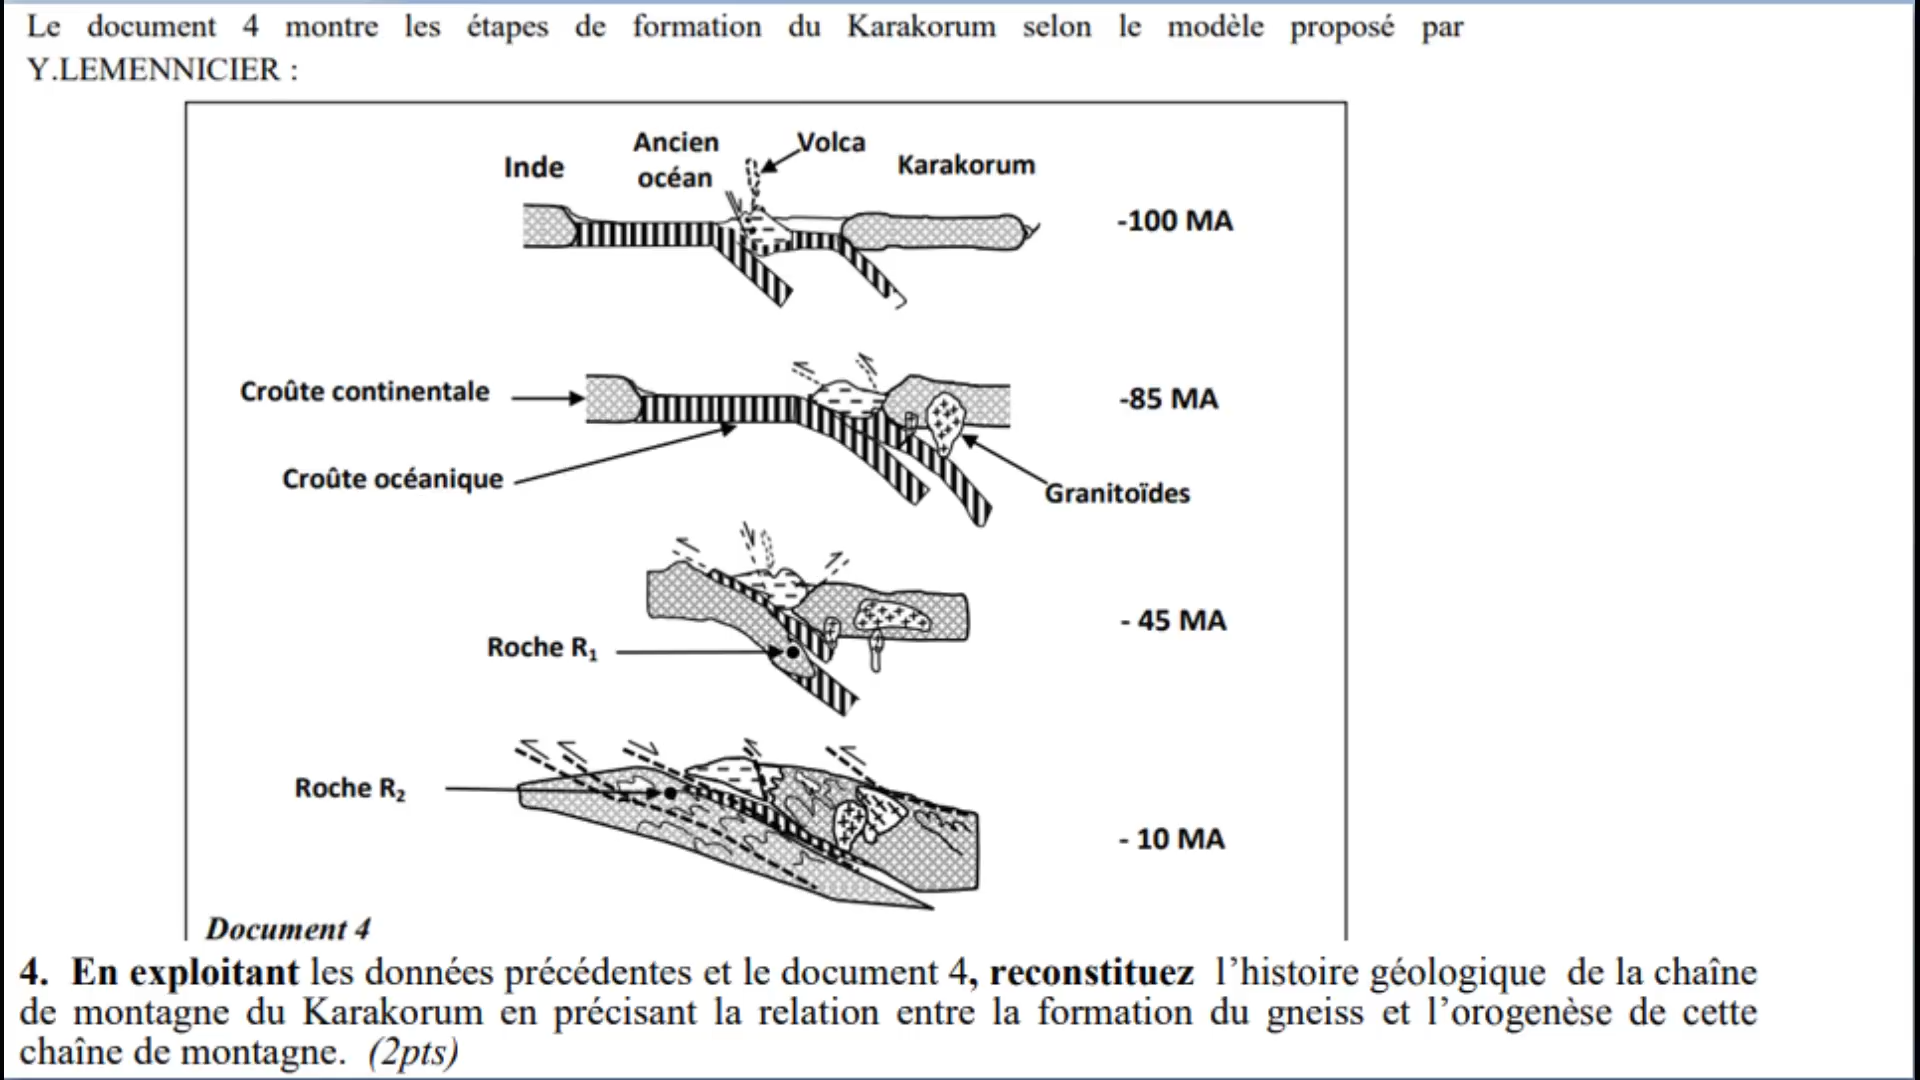 Le document 4 montre les étapes de formation du Karakorum selon le modèle proposé par
Y.LEMENNICIER :
Inde
Ancien
océan
Volca
Karakorum
-100 MA
Croûte continentale
-85 MA
Croûte océanique
Granitoïdes
Roche R₁
- 45 MA
Roche R₂
- 10 MA
Document 4
4. En exploitant les données précédentes et le document 4, reconstituez l’histoire géologique de la chaîne
de montagne du Karakorum en précisant la relation entre la formation du gneiss et l’orogenèse de cette
chaîne de montagne. (2pts)